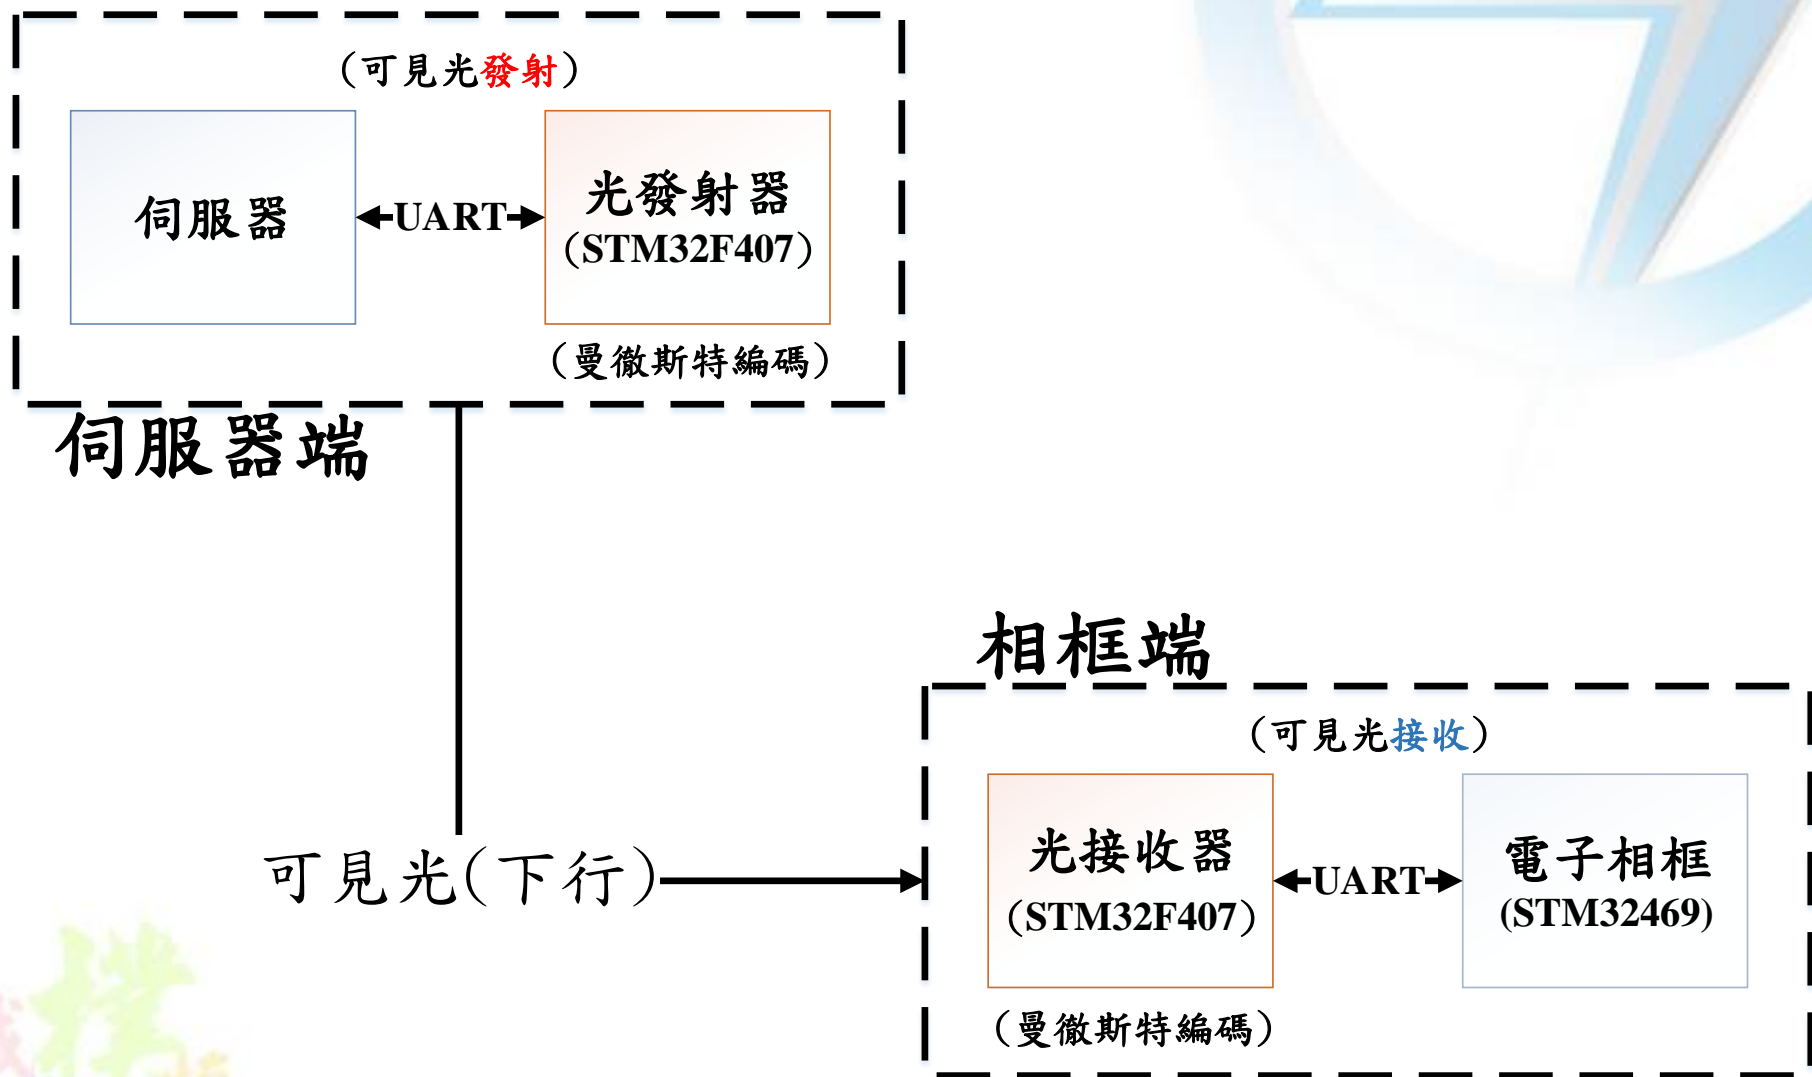 （可見光發射）
伺服器
UART
光發射器
（STM32F407）
（曼徹斯特編碼）
伺服器端
相框端
（可見光接收）
可見光(下行)
光接收器
（STM32F407）
UART
電子相框
(STM32469)
（曼徹斯特編碼）